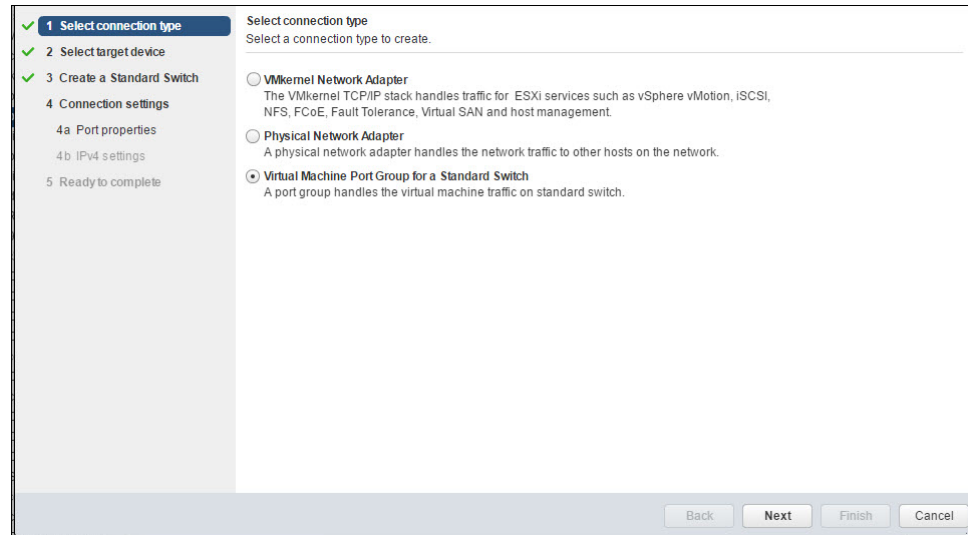 1 Select connection type
2 Select target device
3 Create a Standard Switch
4 Connection settings
4a Port properties
4b IPv4 settings
5 Ready to complete
Select connection type
Select a connection type to create.
VMkernel Network Adapter
The VMkernel TCP/IP stack handles traffic for ESXi services such as vSphere vMotion, iSCSI,
NFS, FCoE, Fault Tolerance, Virtual SAN and host management.
Physical Network Adapter
A physical network adapter handles the network traffic to other hosts on the network.
Virtual Machine Port Group for a Standard Switch
A port group handles the virtual machine traffic on standard switch.
Back Next Finish Cancel